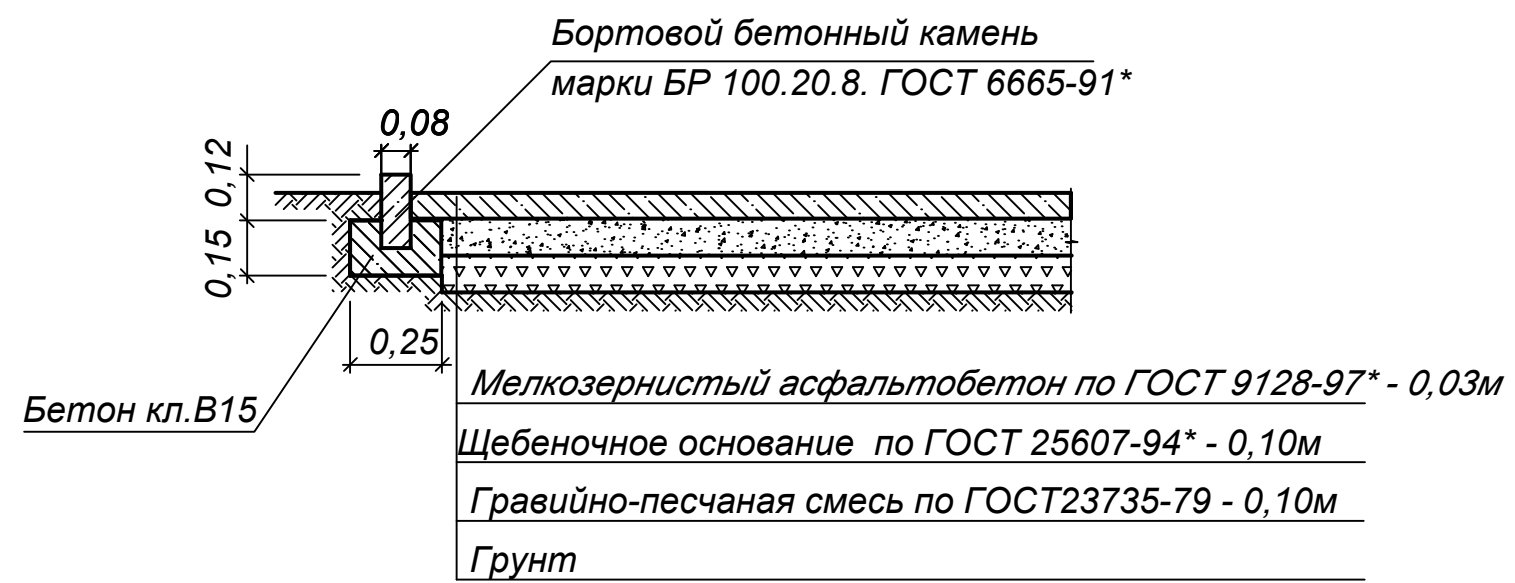 Бортовой бетонный камень
марки БР 100.20.8. ГОСТ 6665-91*
0,08
0,12
0,15
0,25
Бетон кл.В15
Мелкозернистый асфальтобетон по ГОСТ 9128-97* - 0,03м
Щебеночное основание по ГОСТ 25607-94* - 0,10м
Гравийно-песчаная смесь по ГОСТ23735-79 - 0,10м
Грунт